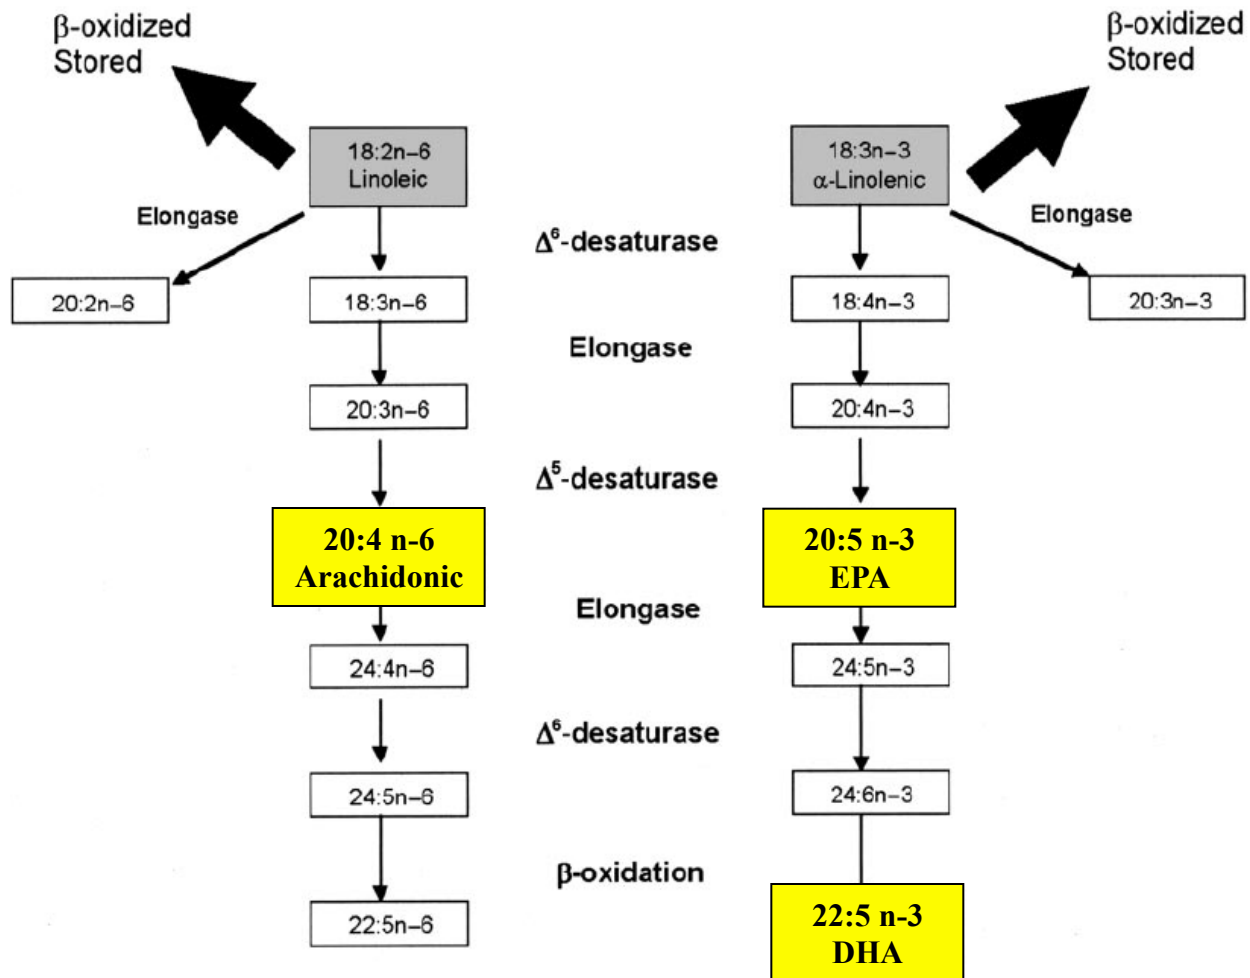 β-oxidized
Stored
β-oxidized
Stored
18:2n–6
Linoleic
18:3n–3
α-Linolenic
Elongase
Elongase
Δ⁶-desaturase
20:2n–6
18:3n–6
18:4n–3
20:3n–3
Elongase
20:3n–6
20:4n–3
Δ⁵-desaturase
20:4 n-6
Arachidonic
20:5 n-3
EPA
Elongase
24:4n–6
24:5n–3
Δ⁶-desaturase
24:5n–6
24:6n–3
β-oxidation
22:5n–6
22:5 n-3
DHA